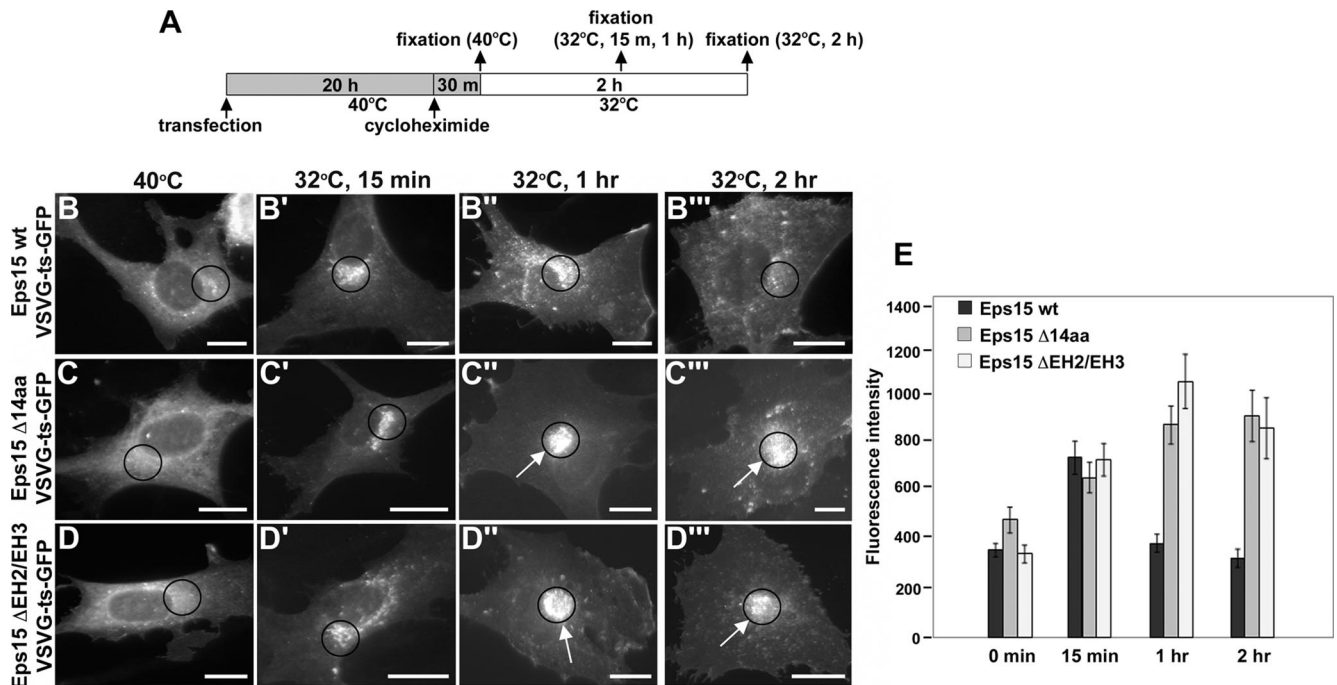 A
fixation
fixation (40°C) (32°C, 15 m, 1 h) fixation (32°C, 2 h)
20 h 30 m 2 h
40°C 32°C
transfection cycloheximide
40°C 32°C, 15 min 32°C, 1 hr 32°C, 2 hr
Eps15 wt
VSVG-ts-GFP
B B' B'' B'''
Eps15 Δ14aa
VSVG-ts-GFP
C C' C'' C'''
Eps15 ΔEH2/EH3
VSVG-ts-GFP
D D' D'' D'''
E
Fluorescence intensity
1400
1200
1000
800
600
400
200
0
Eps15 wt
Eps15 Δ14aa
Eps15 ΔEH2/EH3
0 min 15 min 1 hr 2 hr